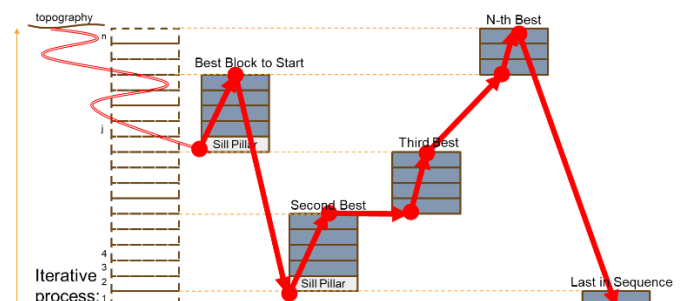 topography
n
N-th Best
Best Block to Start
j
Sill Pillar
Third Best
Second Best
4
3
2
1
Sill Pillar
Last in Sequence
Iterative
process: